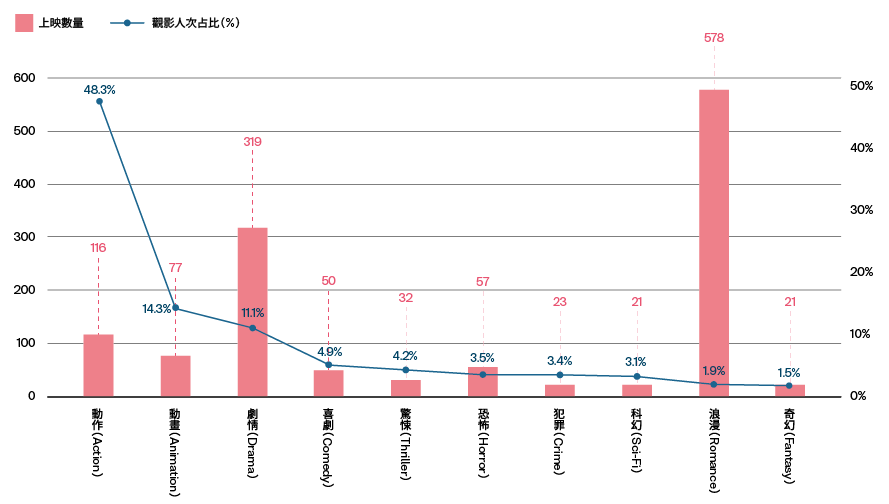 上映數量
觀影人次占比(%)
578
600
50%
48.3%
500
319
40%
400
30%
300
116
77
57
50
20%
32
23
21
21
200
14.3%
11.1%
10%
100
4.9%
4.2%
3.5%
3.4%
3.1%
1.9%
1.5%
0
0%
動作(Action)
動畫(Animation)
劇情(Drama)
喜劇(Comedy)
驚悚(Thriller)
恐怖(Horror)
犯罪(Crime)
科幻(Sci-Fi)
浪漫(Romance)
奇幻(Fantasy)